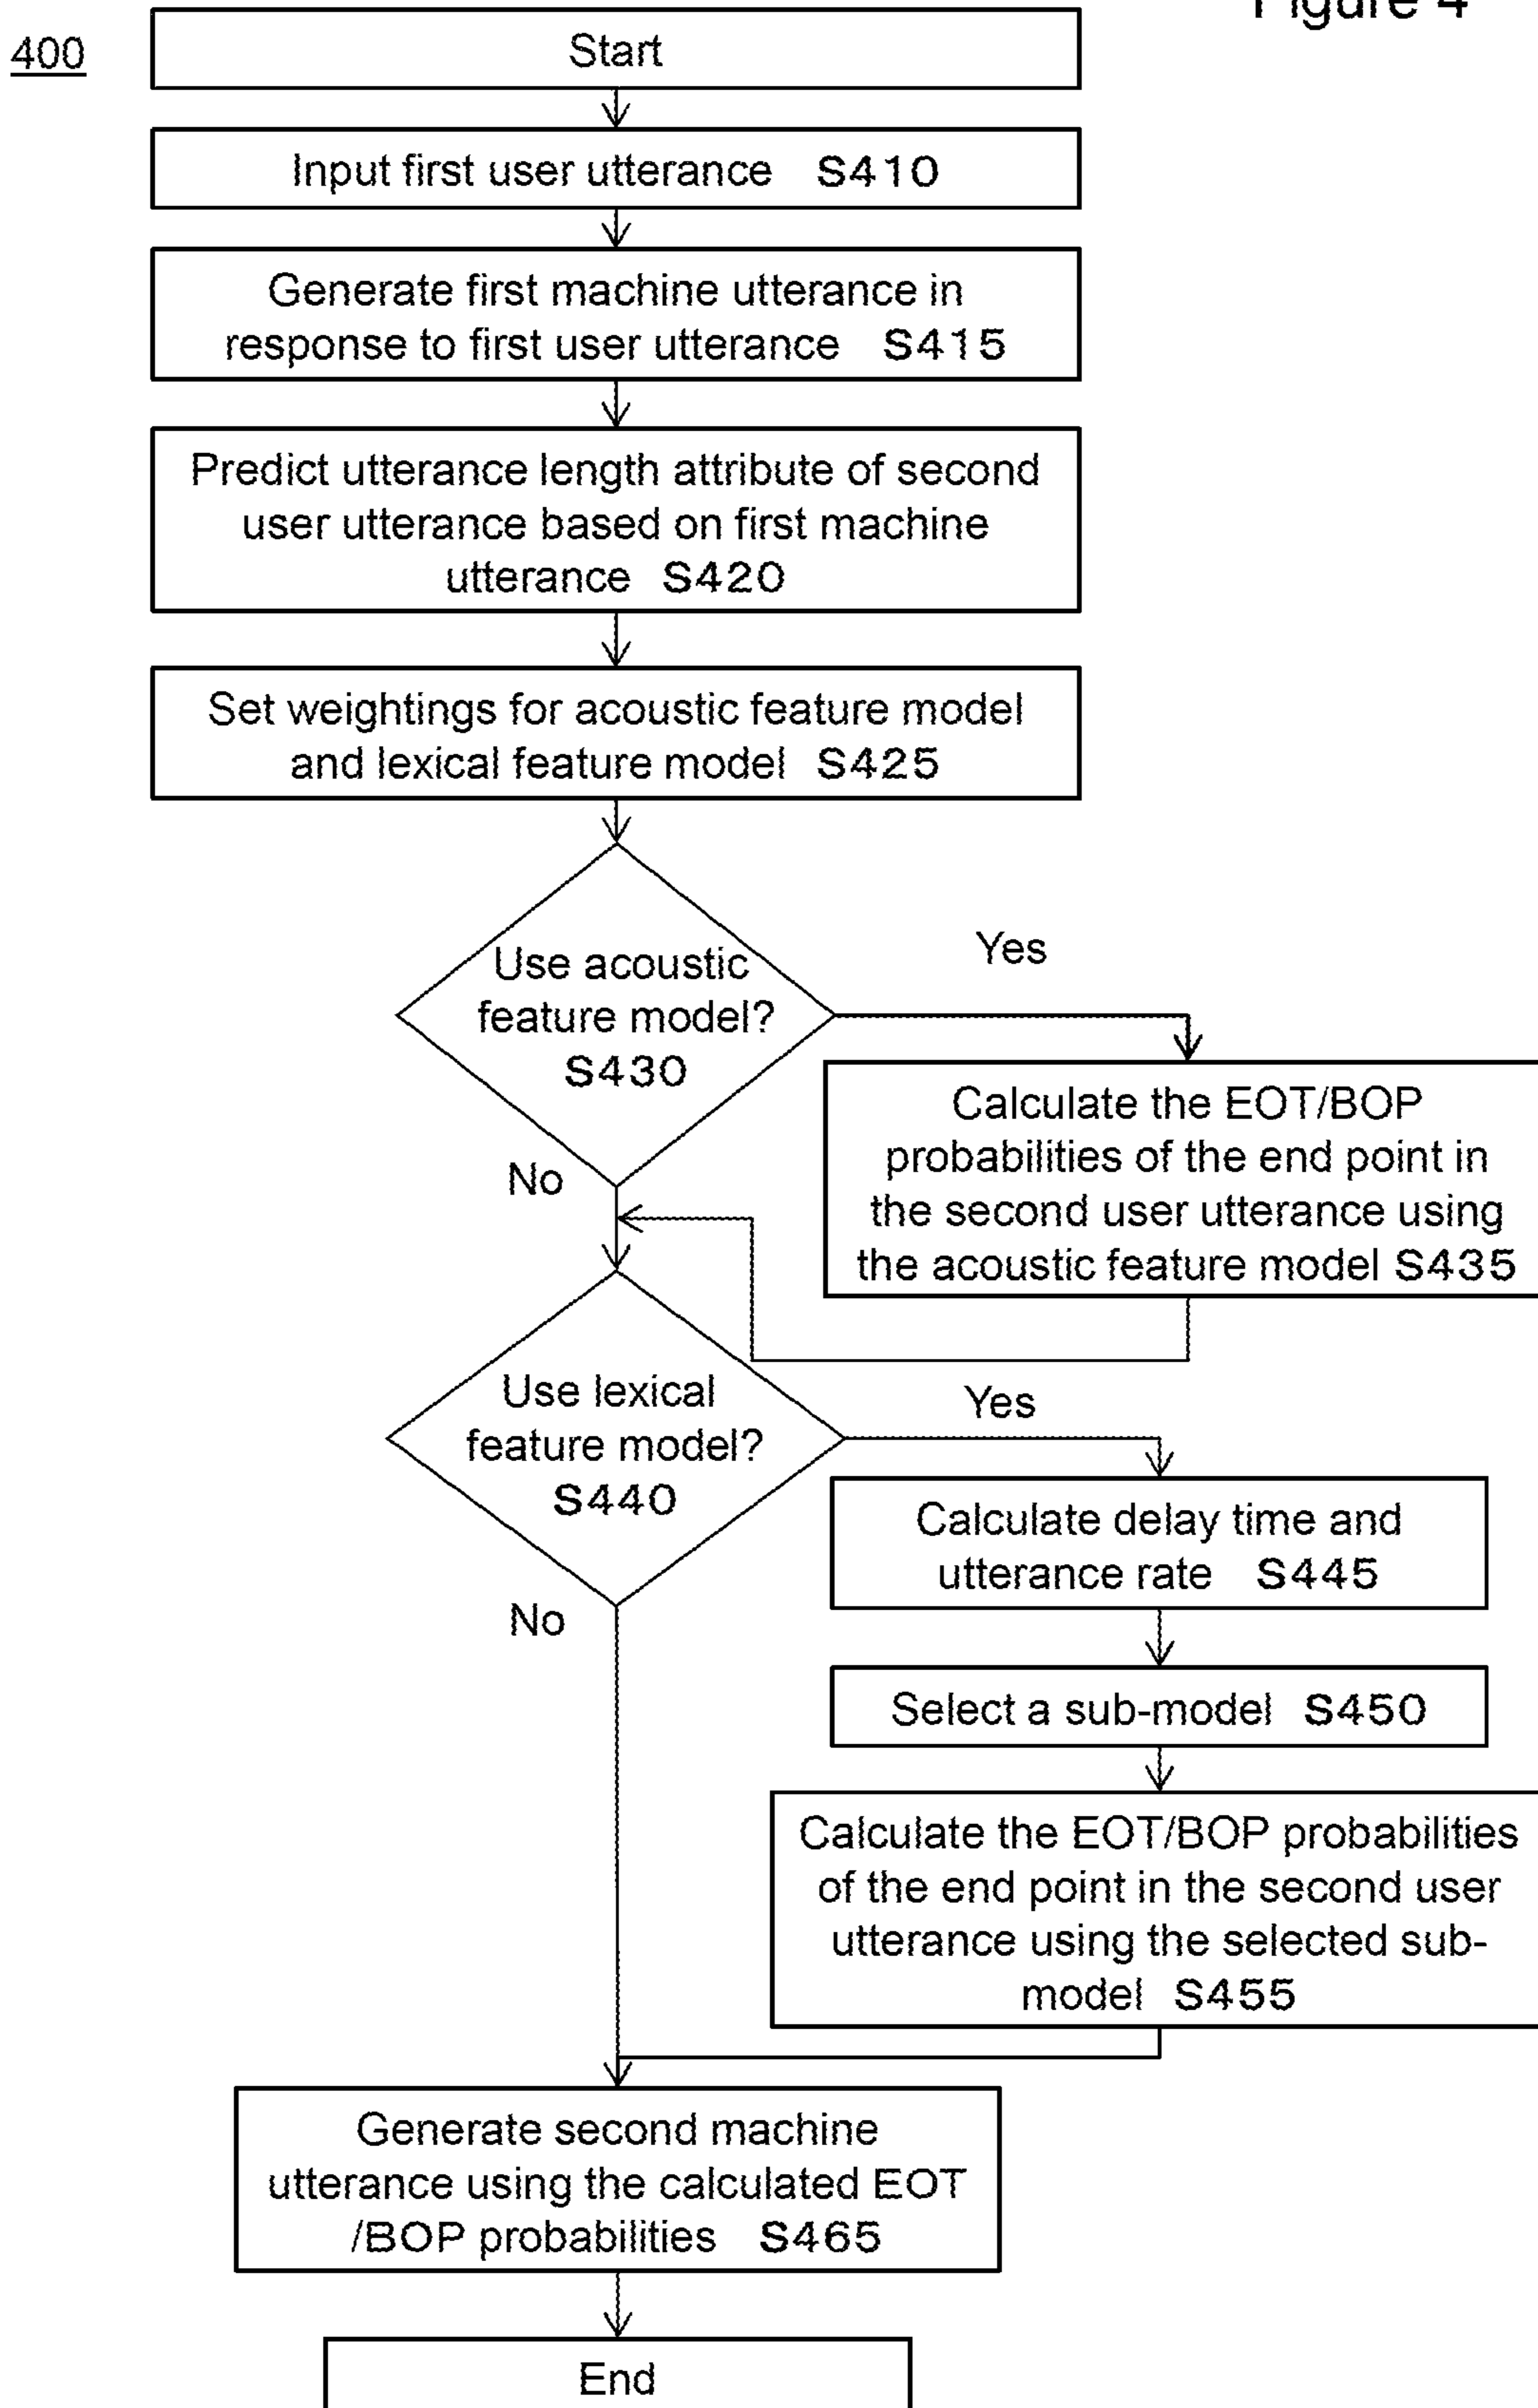 Figure 4
400
Start
Input first user utterance S410
Generate first machine utterance in
response to first user utterance S415
Predict utterance length attribute of second
user utterance based on first machine
utterance S420
Set weightings for acoustic feature model
and lexical feature model S425
Use acoustic
feature model?
S430
Yes
No
Calculate the EOT/BOP
probabilities of the end point in
the second user utterance using
the acoustic feature model S435
Use lexical
feature model?
S440
Yes
No
Calculate delay time and
utterance rate S445
Select a sub-model S450
Calculate the EOT/BOP probabilities
of the end point in the second user
utterance using the selected sub-
model S455
Generate second machine
utterance using the calculated EOT
/BOP probabilities S465
End